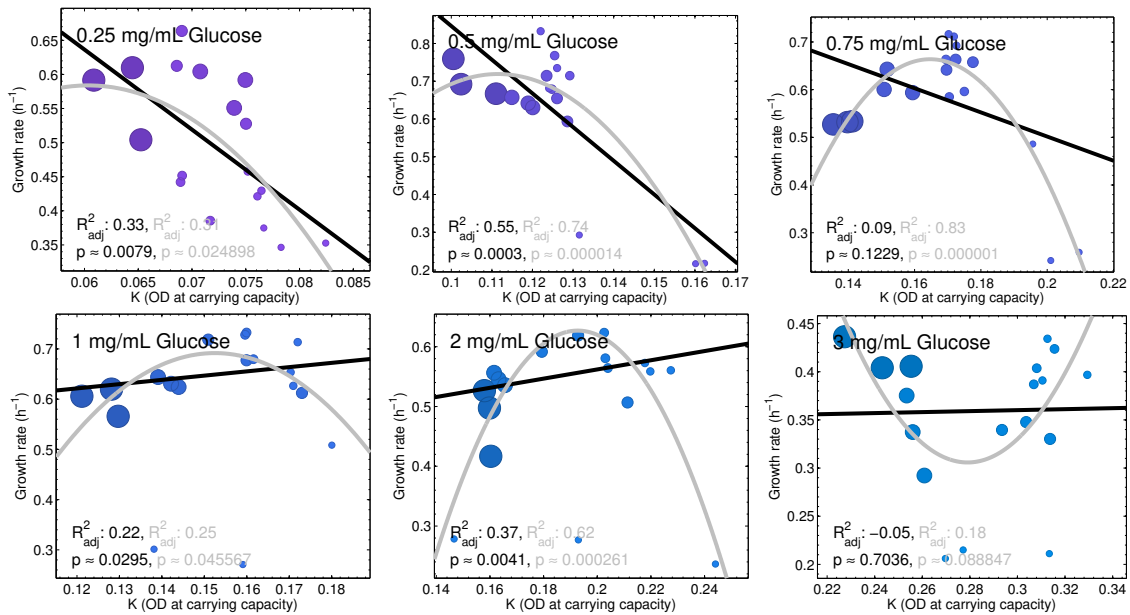 0.25 mg/mL Glucose
Growth rate (h⁻¹)
0.65
0.6
0.55
0.5
0.45
0.4
0.35
R²adj: 0.33, R²adj: 0.31
p ≈ 0.0079, p ≈ 0.024898
0.06 0.065 0.07 0.075 0.08 0.085
K (OD at carrying capacity)
0.5 mg/mL Glucose
Growth rate (h⁻¹)
0.8
0.7
0.6
0.5
0.4
0.3
0.2
R²adj: 0.55, R²adj: 0.74
p ≈ 0.0003, p ≈ 0.000014
0.1 0.11 0.12 0.13 0.14 0.15 0.16 0.17
K (OD at carrying capacity)
0.75 mg/mL Glucose
Growth rate (h⁻¹)
0.7
0.6
0.5
0.4
0.3
R²adj: 0.09, R²adj: 0.83
p ≈ 0.1229, p ≈ 0.000001
0.14 0.16 0.18 0.2 0.22
K (OD at carrying capacity)
1 mg/mL Glucose
Growth rate (h⁻¹)
0.7
0.6
0.5
0.4
0.3
R²adj: 0.22, R²adj: 0.25
p ≈ 0.0295, p ≈ 0.045567
0.12 0.13 0.14 0.15 0.16 0.17 0.18
K (OD at carrying capacity)
2 mg/mL Glucose
Growth rate (h⁻¹)
0.6
0.5
0.4
0.3
0.2
R²adj: 0.37, R²adj: 0.62
p ≈ 0.0041, p ≈ 0.000261
0.14 0.16 0.18 0.2 0.22 0.24
K (OD at carrying capacity)
3 mg/mL Glucose
Growth rate (h⁻¹)
0.45
0.4
0.35
0.3
0.25
0.2
R²adj: −0.05, R²adj: 0.18
p ≈ 0.7036, p ≈ 0.088847
0.22 0.24 0.26 0.28 0.3 0.32 0.34
K (OD at carrying capacity)